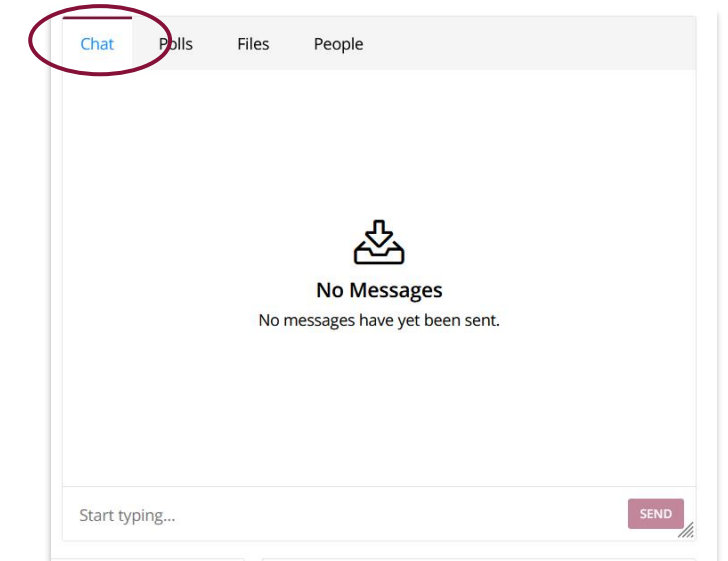 Chat Polls Files People
No Messages
No messages have yet been sent.
Start typing... SEND